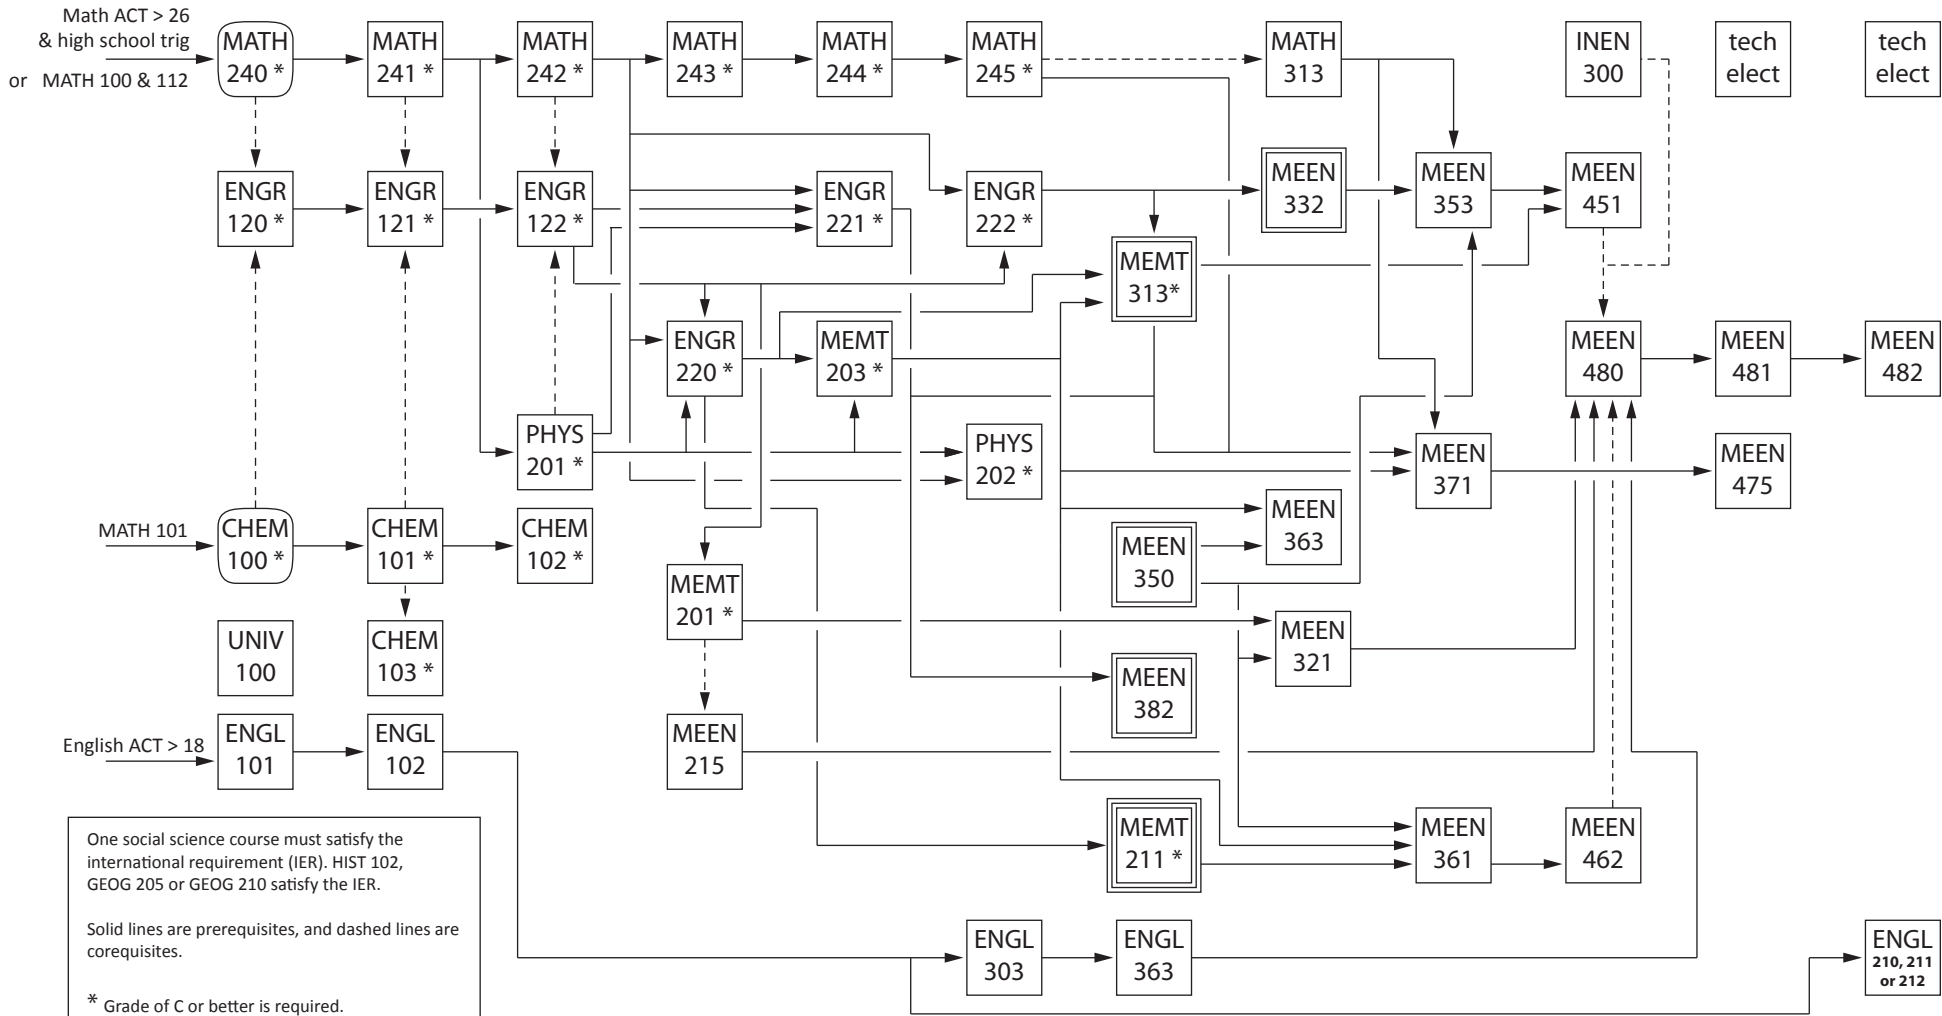 Math ACT > 26
& high school trig
or MATH 100 & 112
MATH
240 *
MATH
241 *
MATH
242 *
MATH
243 *
MATH
244 *
MATH
245 *
MATH
313
INEN
300
tech
elect
tech
elect
ENGR
120 *
ENGR
121 *
ENGR
122 *
ENGR
221 *
ENGR
222 *
MEEN
332
MEEN
353
MEEN
451
MEMT
313*
ENGR
220 *
MEMT
203 *
MEEN
480
MEEN
481
MEEN
482
PHYS
201 *
PHYS
202 *
MEEN
371
MEEN
475
MATH 101
CHEM
100 *
CHEM
101 *
CHEM
102 *
MEEN
350
MEEN
363
MEMT
201 *
UNIV
100
CHEM
103 *
MEEN
321
MEEN
382
English ACT > 18
ENGL
101
ENGL
102
MEEN
215
MEMT
211 *
MEEN
361
MEEN
462
One social science course must satisfy the
international requirement (IER). HIST 102,
GEOG 205 or GEOG 210 satisfy the IER.
Solid lines are prerequisites, and dashed lines are
corequisites.
* Grade of C or better is required.
ENGL
303
ENGL
363
ENGL
210, 211
or 212